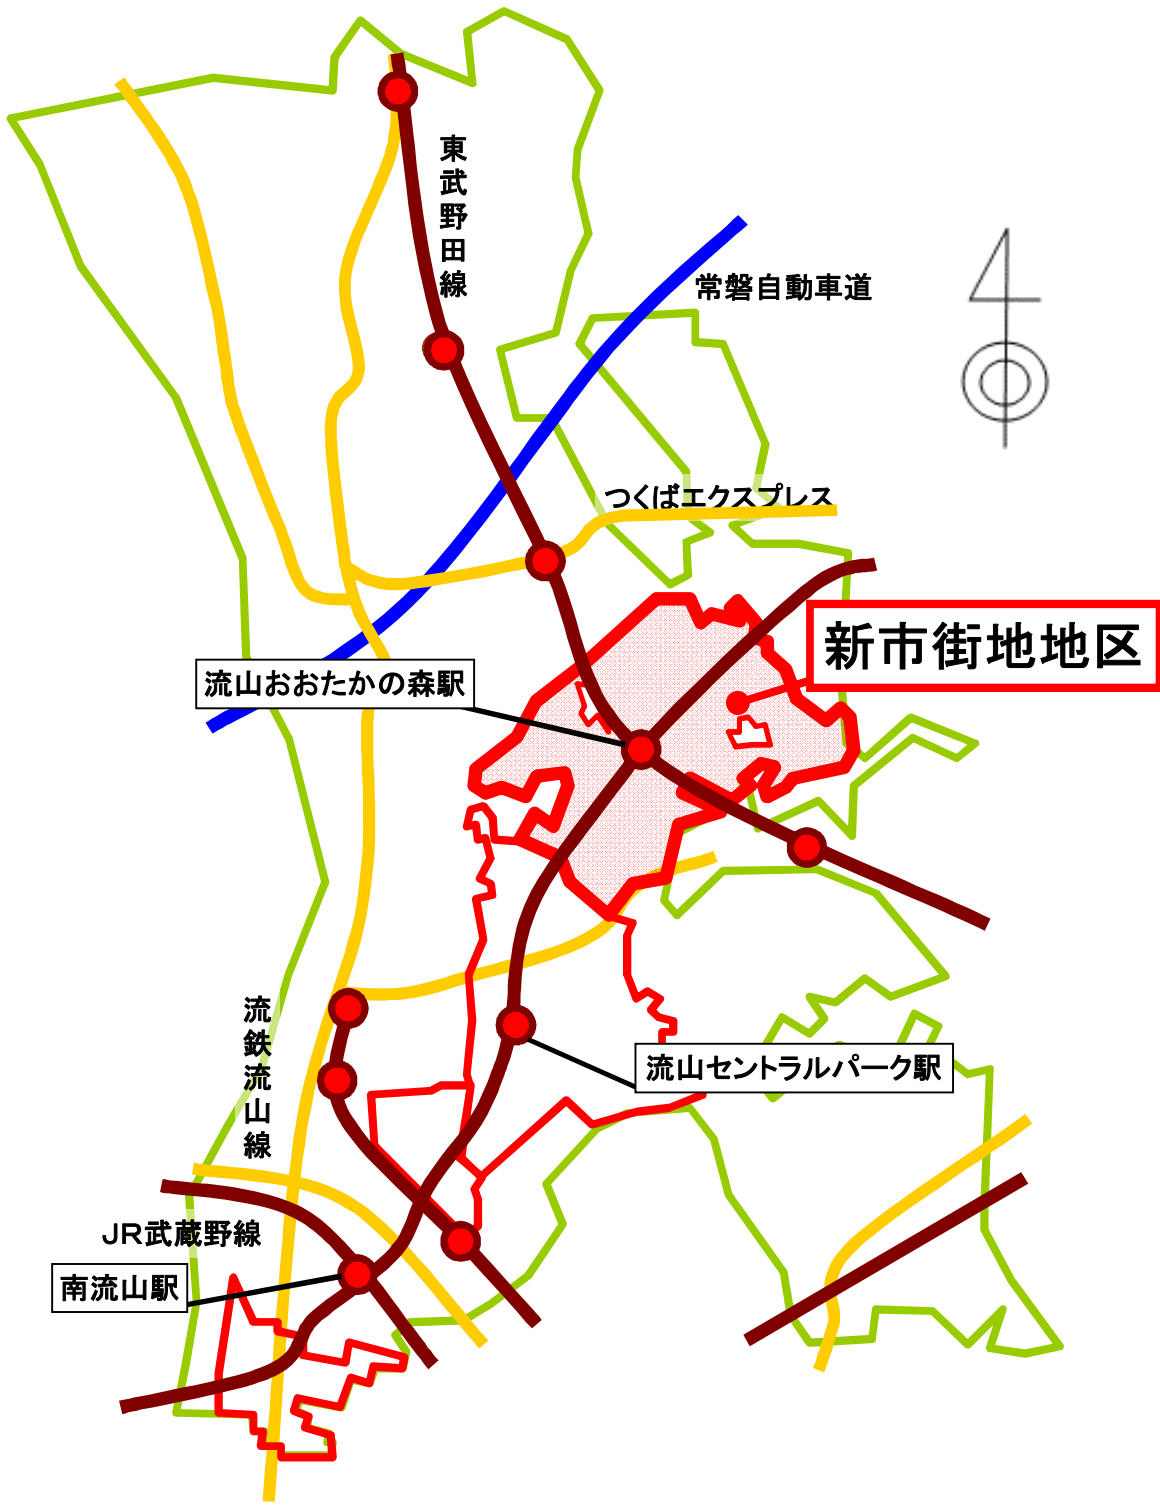 東武野田線
常磐自動車道
つくばエクスプレス
新市街地地区
流山おおたかの森駅
流鉄流山線
流山セントラルパーク駅
JR武蔵野線
南流山駅